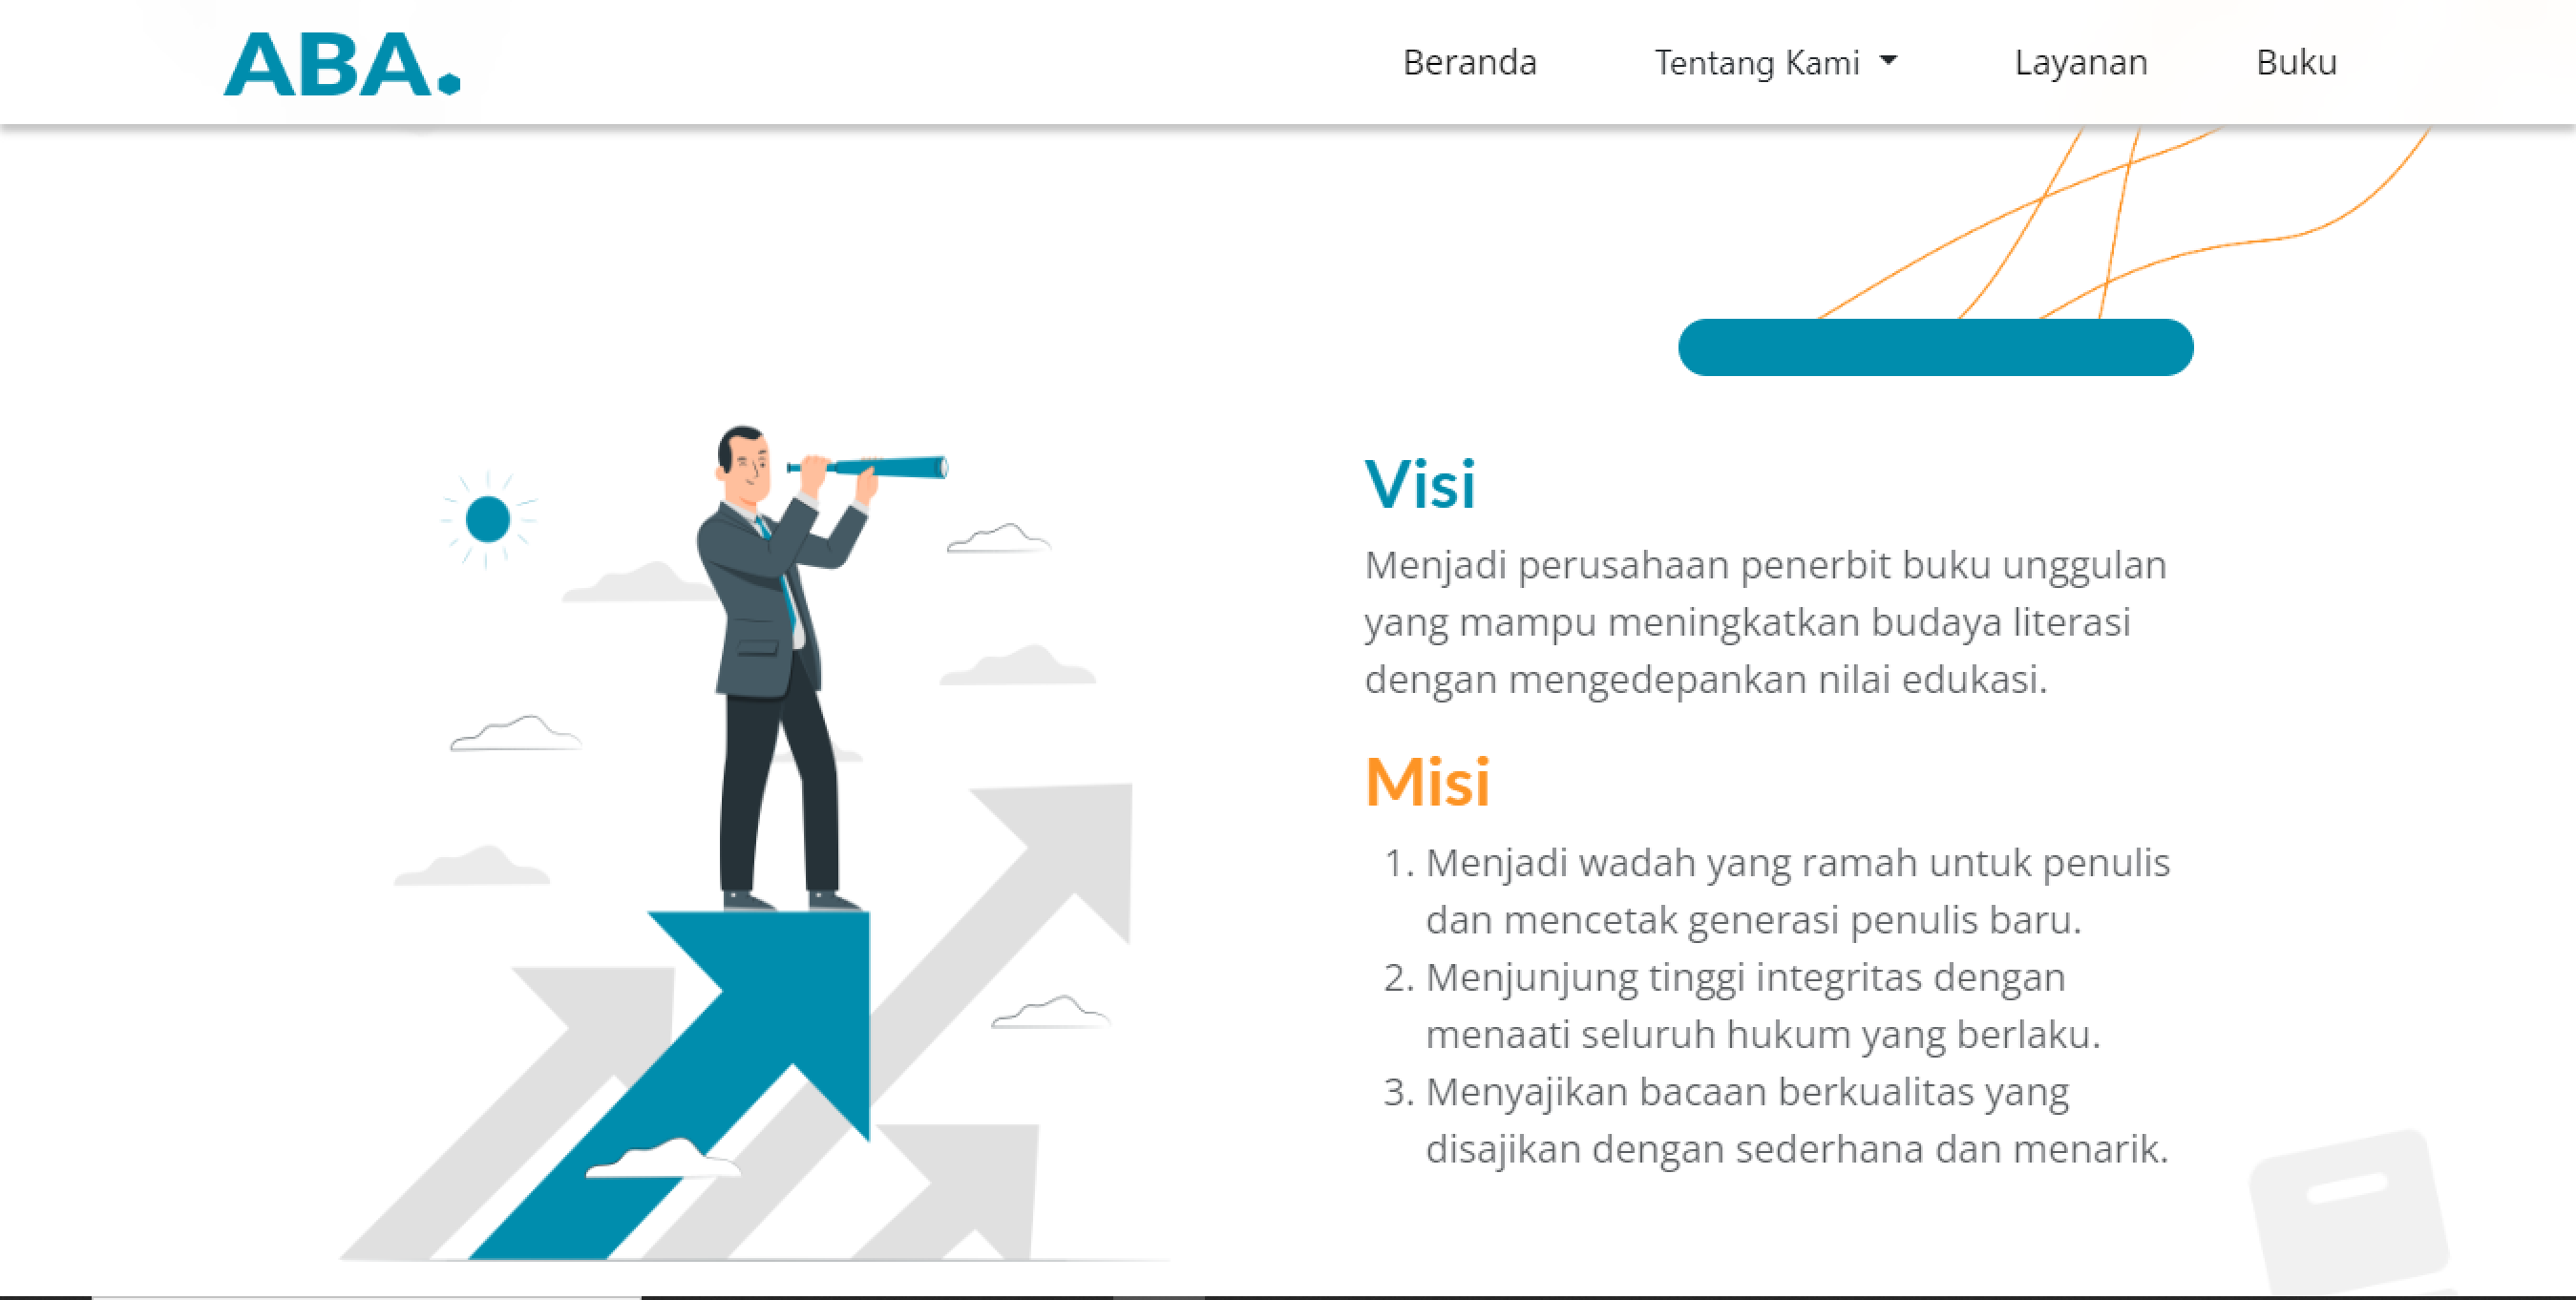 ABA.
Beranda
Tentang Kami
Layanan
Buku
Visi
Menjadi perusahaan penerbit buku unggulan
yang mampu meningkatkan budaya literasi
dengan mengedepankan nilai edukasi.
Misi
1. Menjadi wadah yang ramah untuk penulis
dan mencetak generasi penulis baru.
2. Menjunjung tinggi integritas dengan
menaati seluruh hukum yang berlaku.
3. Menyajikan bacaan berkualitas yang
disajikan dengan sederhana dan menarik.